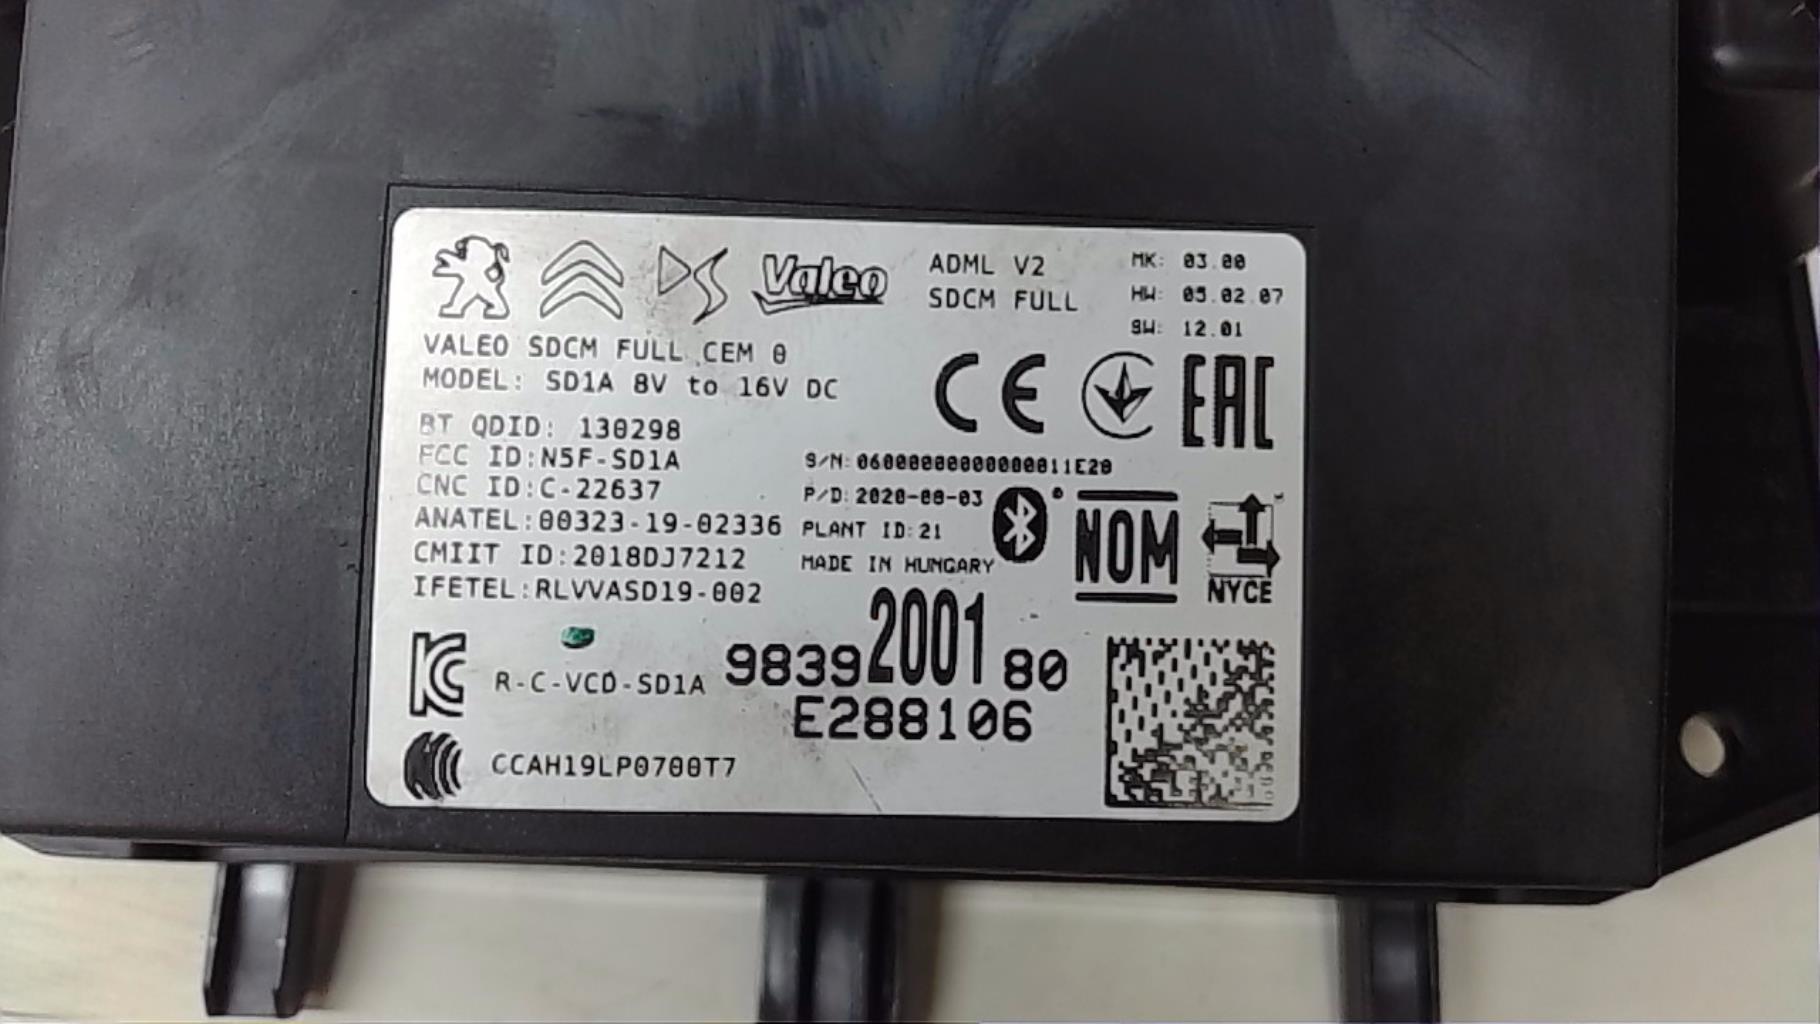 Valeo
ADML V2
SDCM FULL
MK: 03.00
HW: 05.02.07
SW: 12.01
VALEO SDCM FULL CEM 0
MODEL: SD1A 8V to 16V DC
CE
EAC
BT QDID: 130298
FCC ID:N5F-SD1A
CNC ID:C-22637
ANATEL:00323-19-02336
CMIIT ID:2018DJ7212
IFETEL:RLVVASD19-002
P/D:2020-08-03
PLANT ID:21
MADE IN HUNGARY
NOM
NYCE
R-C-VCD-SD1A
9839200180
E288106
CCAH19LP0700T7